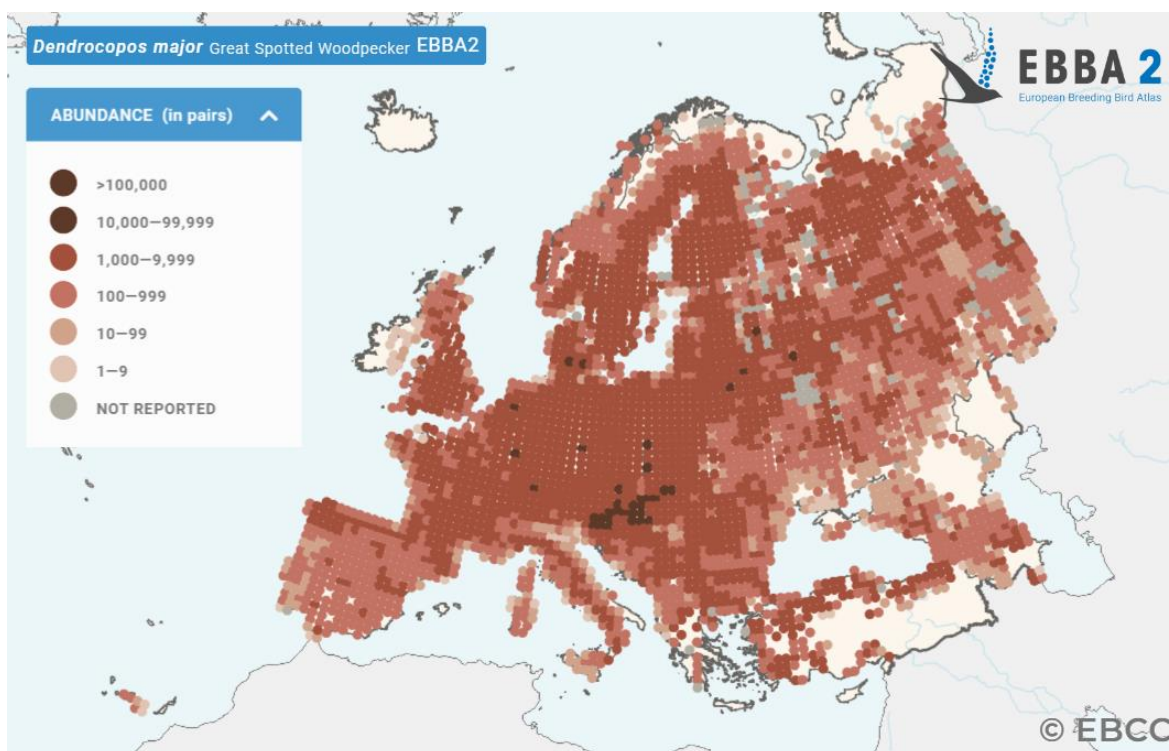 Dendrocopos major Great Spotted Woodpecker EBBA2
EBBA 2
European Breeding Bird Atlas
ABUNDANCE (in pairs)
>100,000
10,000—99,999
1,000—9,999
100—999
10—99
1—9
NOT REPORTED
© EBCC